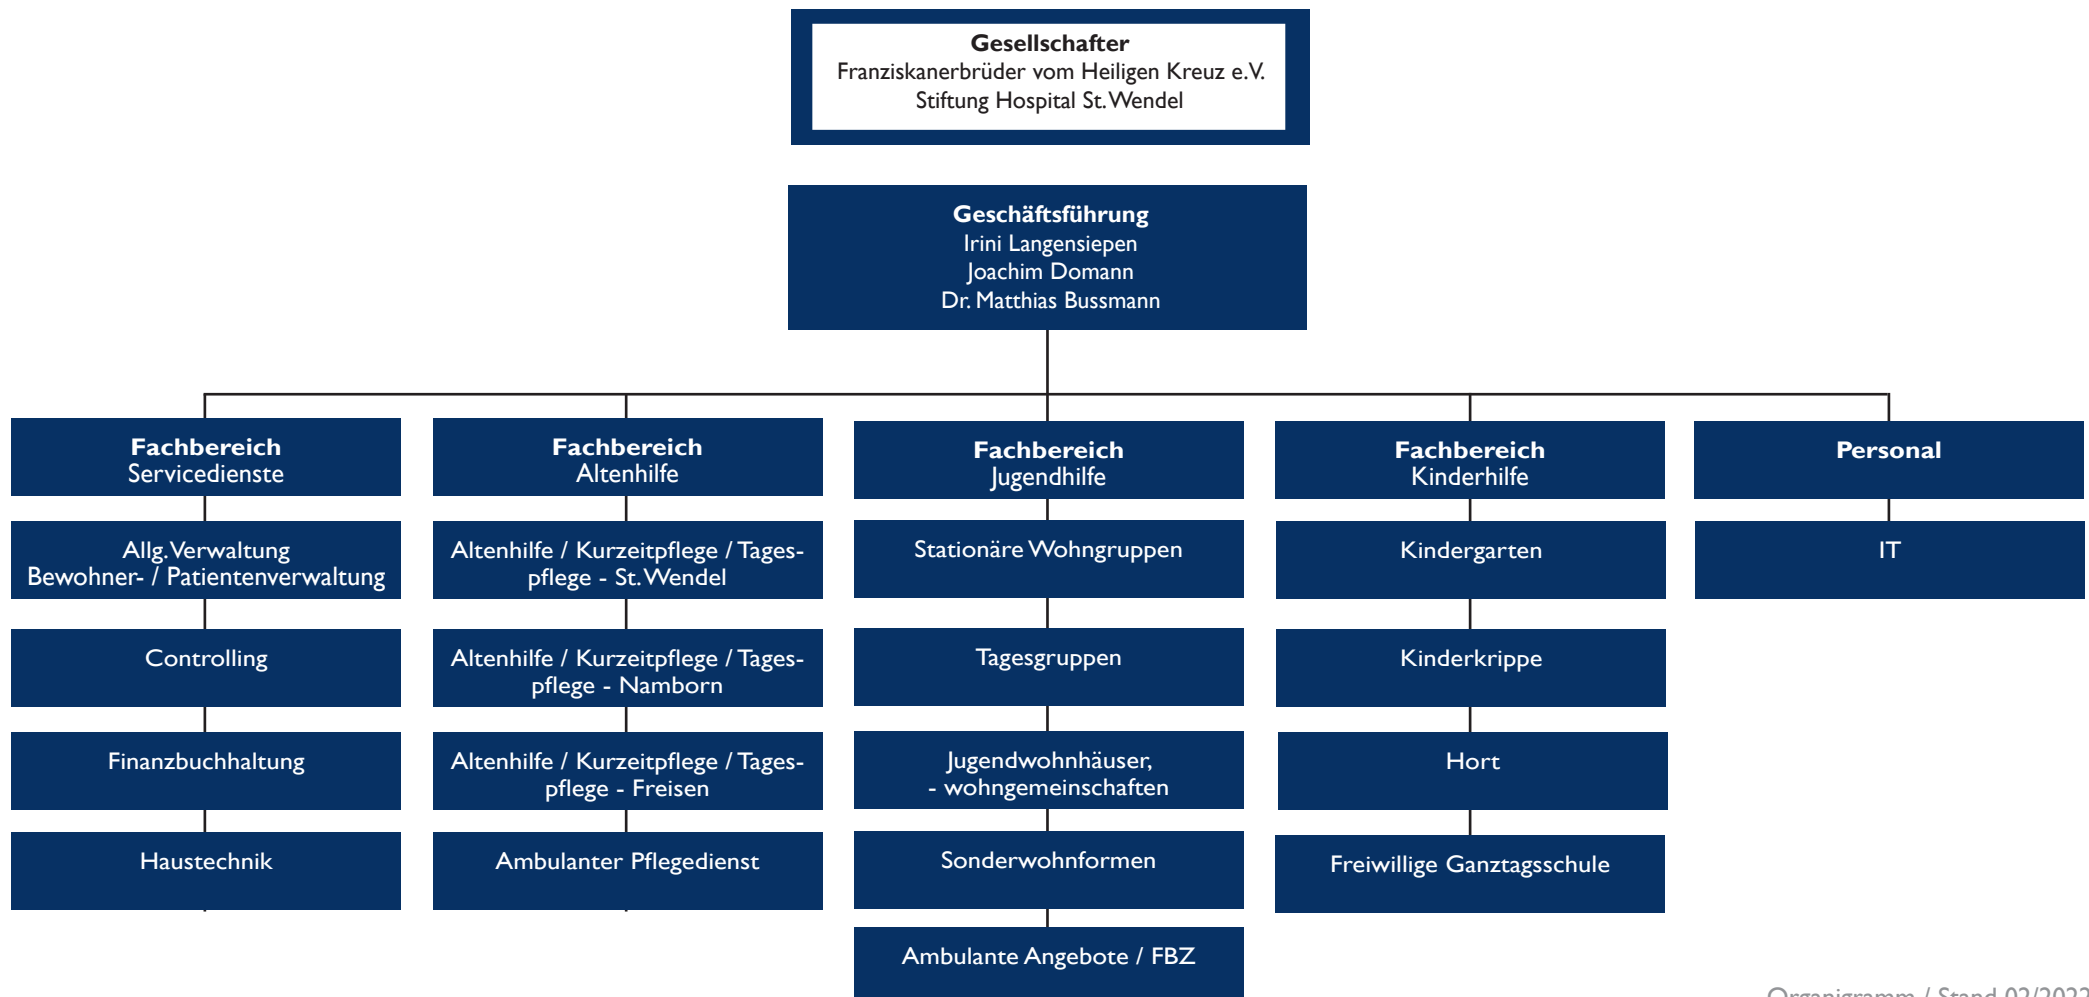 Gesellschafter
Franziskanerbrüder vom Heiligen Kreuz e.V.
Stiftung Hospital St. Wendel
Geschäftsführung
Irini Langensiepen
Joachim Domann
Dr. Matthias Bussmann
Fachbereich
Servicedienste
Allg. Verwaltung
Bewohner- / Patientenverwaltung
Controlling
Finanzbuchhaltung
Haustechnik
Fachbereich
Altenhilfe
Altenhilfe / Kurzeitpflege / Tages-
pflege - St. Wendel
Altenhilfe / Kurzeitpflege / Tages-
pflege - Namborn
Altenhilfe / Kurzeitpflege / Tages-
pflege - Freisen
Ambulanter Pflegedienst
Fachbereich
Jugendhilfe
Stationäre Wohngruppen
Tagesgruppen
Jugendwohnhäuser,
- wohngemeinschaften
Sonderwohnformen
Ambulante Angebote / FBZ
Fachbereich
Kinderhilfe
Kindergarten
Kinderkrippe
Hort
Freiwillige Ganztagsschule
Personal
IT
Organigramm / Stand